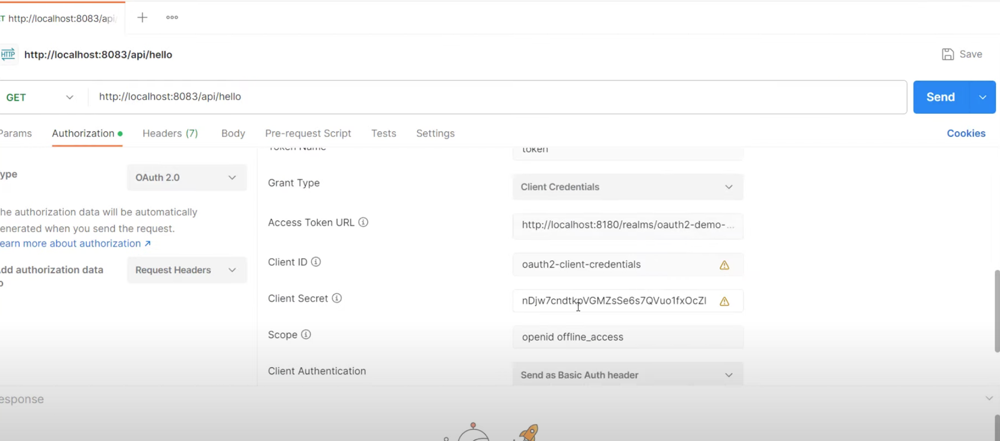 T http://localhost:8083/api/
HTTP http://localhost:8083/api/hello
Save
GET http://localhost:8083/api/hello
Send
Params Authorization Headers (7) Body Pre-request Script Tests Settings Cookies
Token Name token
ype OAuth 2.0
Grant Type Client Credentials
he authorization data will be automatically
enerated when you send the request.
earn more about authorization ↗
Access Token URL http://localhost:8180/realms/oauth2-demo-...
Client ID oauth2-client-credentials
dd authorization data
o
Request Headers
Client Secret nDjw7cndtkpVGMZsSe6s7QVuo1fxOcZI
Scope openid offline_access
Client Authentication Send as Basic Auth header
esponse